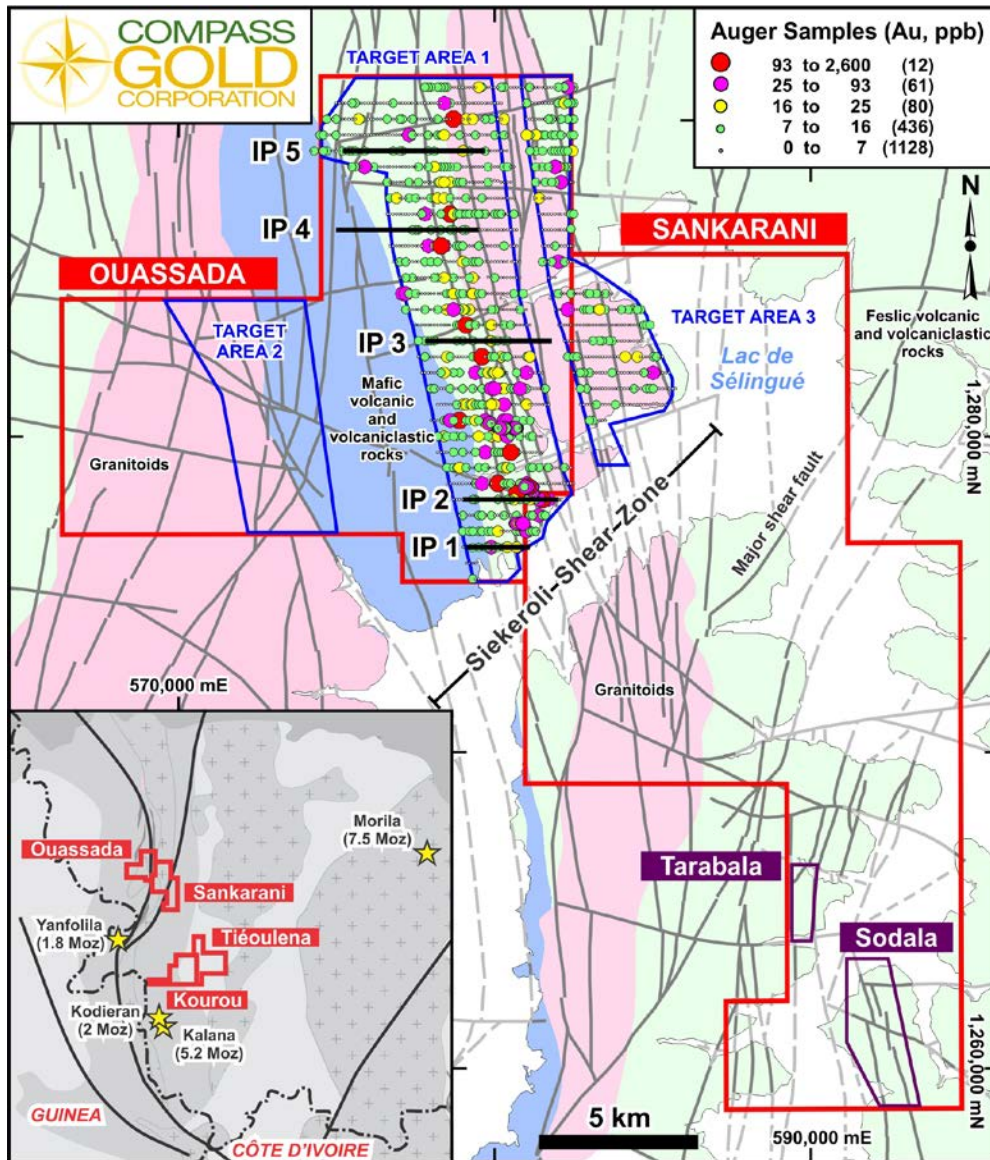 COMPASS
GOLD
CORPORATION
TARGET AREA 1
Auger Samples (Au, ppb)
93 to 2,600 (12)
25 to 93 (61)
16 to 25 (80)
7 to 16 (436)
0 to 7 (1128)
N
IP 5
IP 4
SANKARANI
OUASSADA
TARGET
AREA 2
IP 3
TARGET AREA 3
Feslic volcanic
and volcaniclastic
rocks
Lac de
Sélingué
Mafic
volcanic
and
volcaniclastic
rocks
Granitoids
1,280,000 mN
IP 2
IP 1
Siekeroli-Shear-Zone
Major shear fault
570,000 mE
Granitoids
Morila
(7.5 Moz)
Ouassada
Sankarani
Yanfolila
(1.8 Moz)
Tiéoulena
Kourou
Kodieran
(2 Moz)
Kalana
(5.2 Moz)
GUINEA
CÔTE D'IVOIRE
Tarabala
Sodala
1,260,000 mN
5 km
590,000 mE